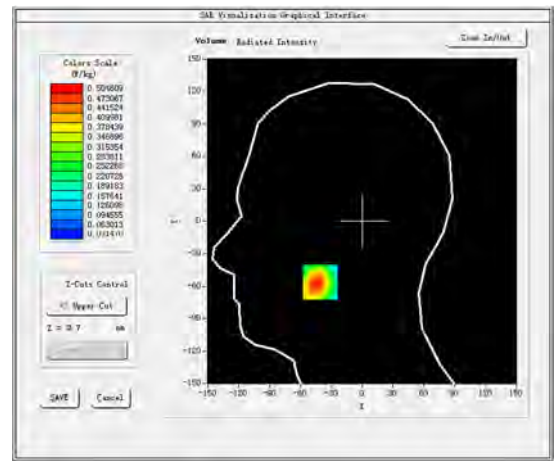 SAR Visualisation Graphical Interface
Volume Radiated Intensity
Zoom In/Out
Colors Scale
(W/kg)
0.504609
0.473067
0.441524
0.409981
0.378439
0.346896
0.315354
0.283811
0.252268
0.220726
0.189183
0.157641
0.126098
0.094555
0.063013
0.031470
150
120
90
60
30
0
-30
-60
-90
-120
-150
-150 -120 -90 -60 -30 0 30 60 90 120 150
X
Z-Cuts Control
Upper Cut
SAVE
Cancel